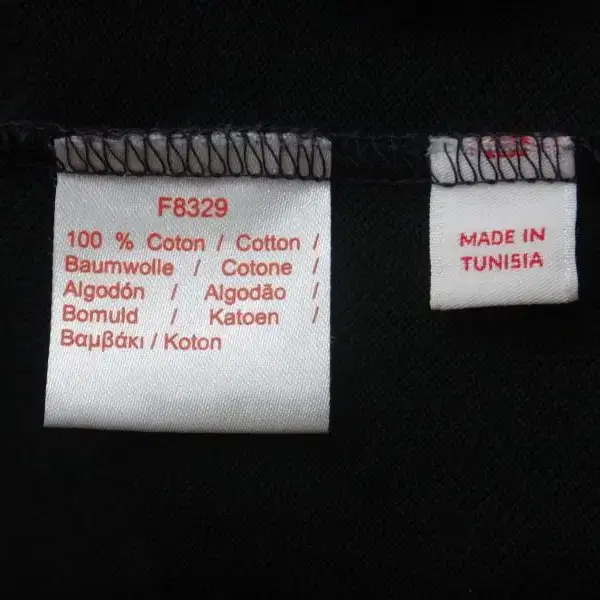 F8329
100 % Coton / Cotton /
Baumwolle / Cotone /
Algodón / Algodão /
Bomuld / Katoen /
Βαμβάκι / Koton
MADE IN
TUNISIA